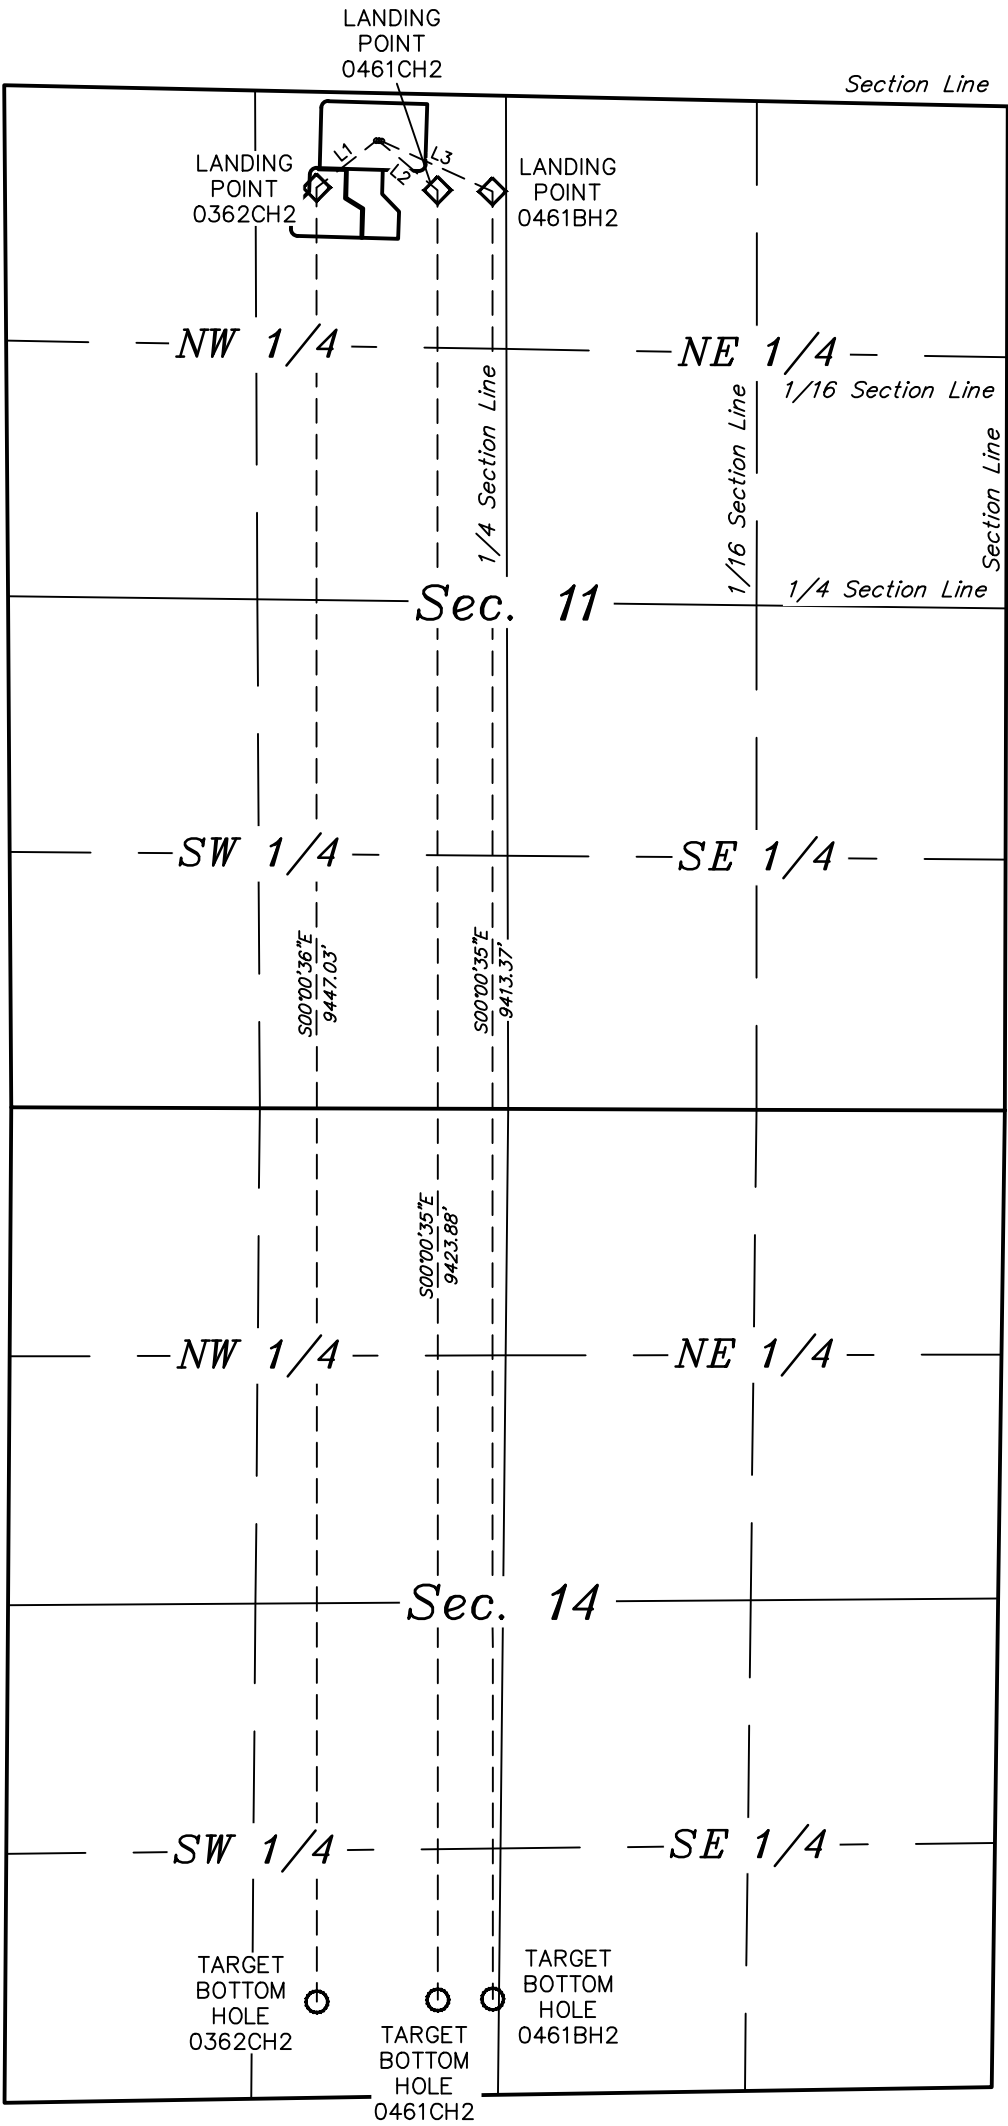 LANDING
POINT
0461CH2
Section Line
LANDING
POINT
0362CH2
L1
L2
L3
LANDING
POINT
0461BH2
NW 1/4
NE 1/4
1/16 Section Line
1/4 Section Line
1/16 Section Line
Section Line
Sec. 11
1/4 Section Line
SW 1/4
SE 1/4
S00°00'36"E
9447.03'
S00°00'35"E
9413.37'
S00°00'35"E
9423.88'
NW 1/4
NE 1/4
Sec. 14
SW 1/4
SE 1/4
TARGET
BOTTOM
HOLE
0362CH2
TARGET
BOTTOM
HOLE
0461CH2
TARGET
BOTTOM
HOLE
0461BH2